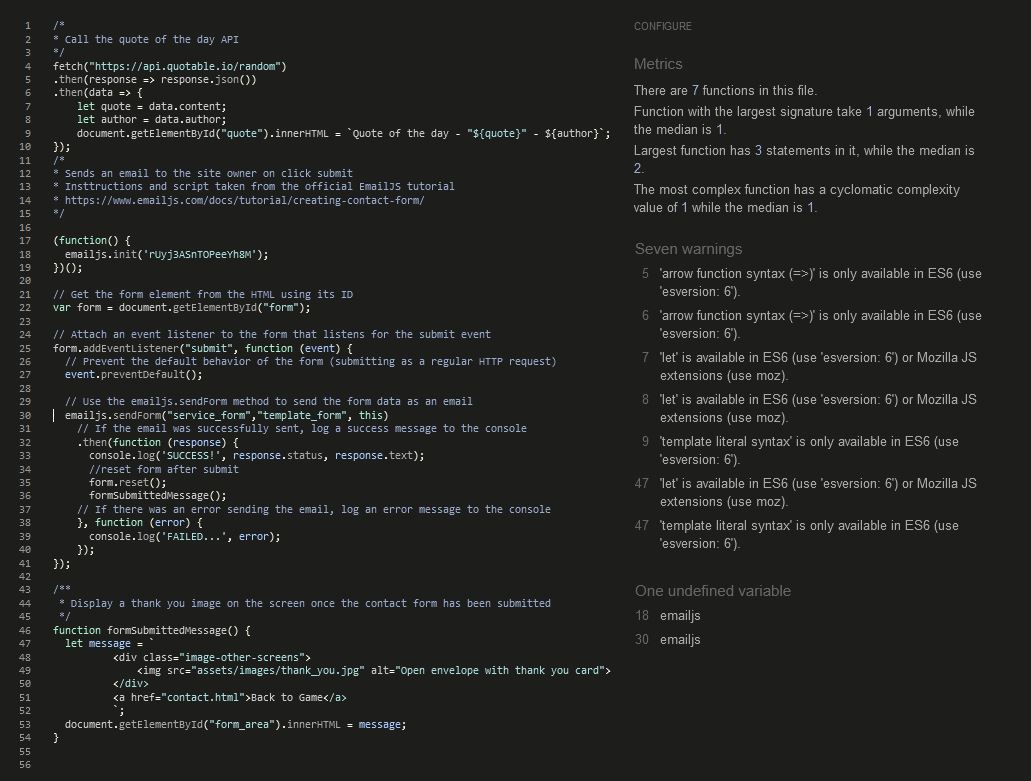 1 /*
2 * Call the quote of the day API
3 */
4 fetch("https://api.quotable.io/random")
5 .then(response => response.json())
6 .then(data => {
7     let quote = data.content;
8     let author = data.author;
9     document.getElementById("quote").innerHTML = `Quote of the day - "${quote}" - ${author}`;
10 });
11 /*
12 * Sends an email to the site owner on click submit
13 * Insttructions and script taken from the official EmailJS tutorial
14 * https://www.emailjs.com/docs/tutorial/creating-contact-form/
15 */
16
17 (function() {
18   emailjs.init('rUyj3ASnTOPeeYh8M');
19 })();
20
21 // Get the form element from the HTML using its ID
22 var form = document.getElementById("form");
23
24 // Attach an event listener to the form that listens for the submit event
25 form.addEventListener("submit", function (event) {
26   // Prevent the default behavior of the form (submitting as a regular HTTP request)
27   event.preventDefault();
28
29   // Use the emailjs.sendForm method to send the form data as an email
30   emailjs.sendForm("service_form","template_form", this)
31     // If the email was successfully sent, log a success message to the console
32     .then(function (response) {
33       console.log('SUCCESS!', response.status, response.text);
34       //reset form after submit
35       form.reset();
36       formSubmittedMessage();
37     // If there was an error sending the email, log an error message to the console
38     }, function (error) {
39       console.log('FAILED...', error);
40     });
41 });
42
43 /**
44  * Display a thank you image on the screen once the contact form has been submitted
45  */
46 function formSubmittedMessage() {
47   let message = `
48           <div class="image-other-screens">
49               <img src="assets/images/thank_you.jpg" alt="Open envelope with thank you card">
50           </div>
51           <a href="contact.html">Back to Game</a>
52           `;
53   document.getElementById("form_area").innerHTML = message;
54 }
55
56
CONFIGURE
Metrics
There are 7 functions in this file.
Function with the largest signature take 1 arguments, while
the median is 1.
Largest function has 3 statements in it, while the median is
2.
The most complex function has a cyclomatic complexity
value of 1 while the median is 1.
Seven warnings
5 'arrow function syntax (=>)' is only available in ES6 (use
'esversion: 6').
6 'arrow function syntax (=>)' is only available in ES6 (use
'esversion: 6').
7 'let' is available in ES6 (use 'esversion: 6') or Mozilla JS
extensions (use moz).
8 'let' is available in ES6 (use 'esversion: 6') or Mozilla JS
extensions (use moz).
9 'template literal syntax' is only available in ES6 (use
'esversion: 6').
47 'let' is available in ES6 (use 'esversion: 6') or Mozilla JS
extensions (use moz).
47 'template literal syntax' is only available in ES6 (use
'esversion: 6').
One undefined variable
18 emailjs
30 emailjs